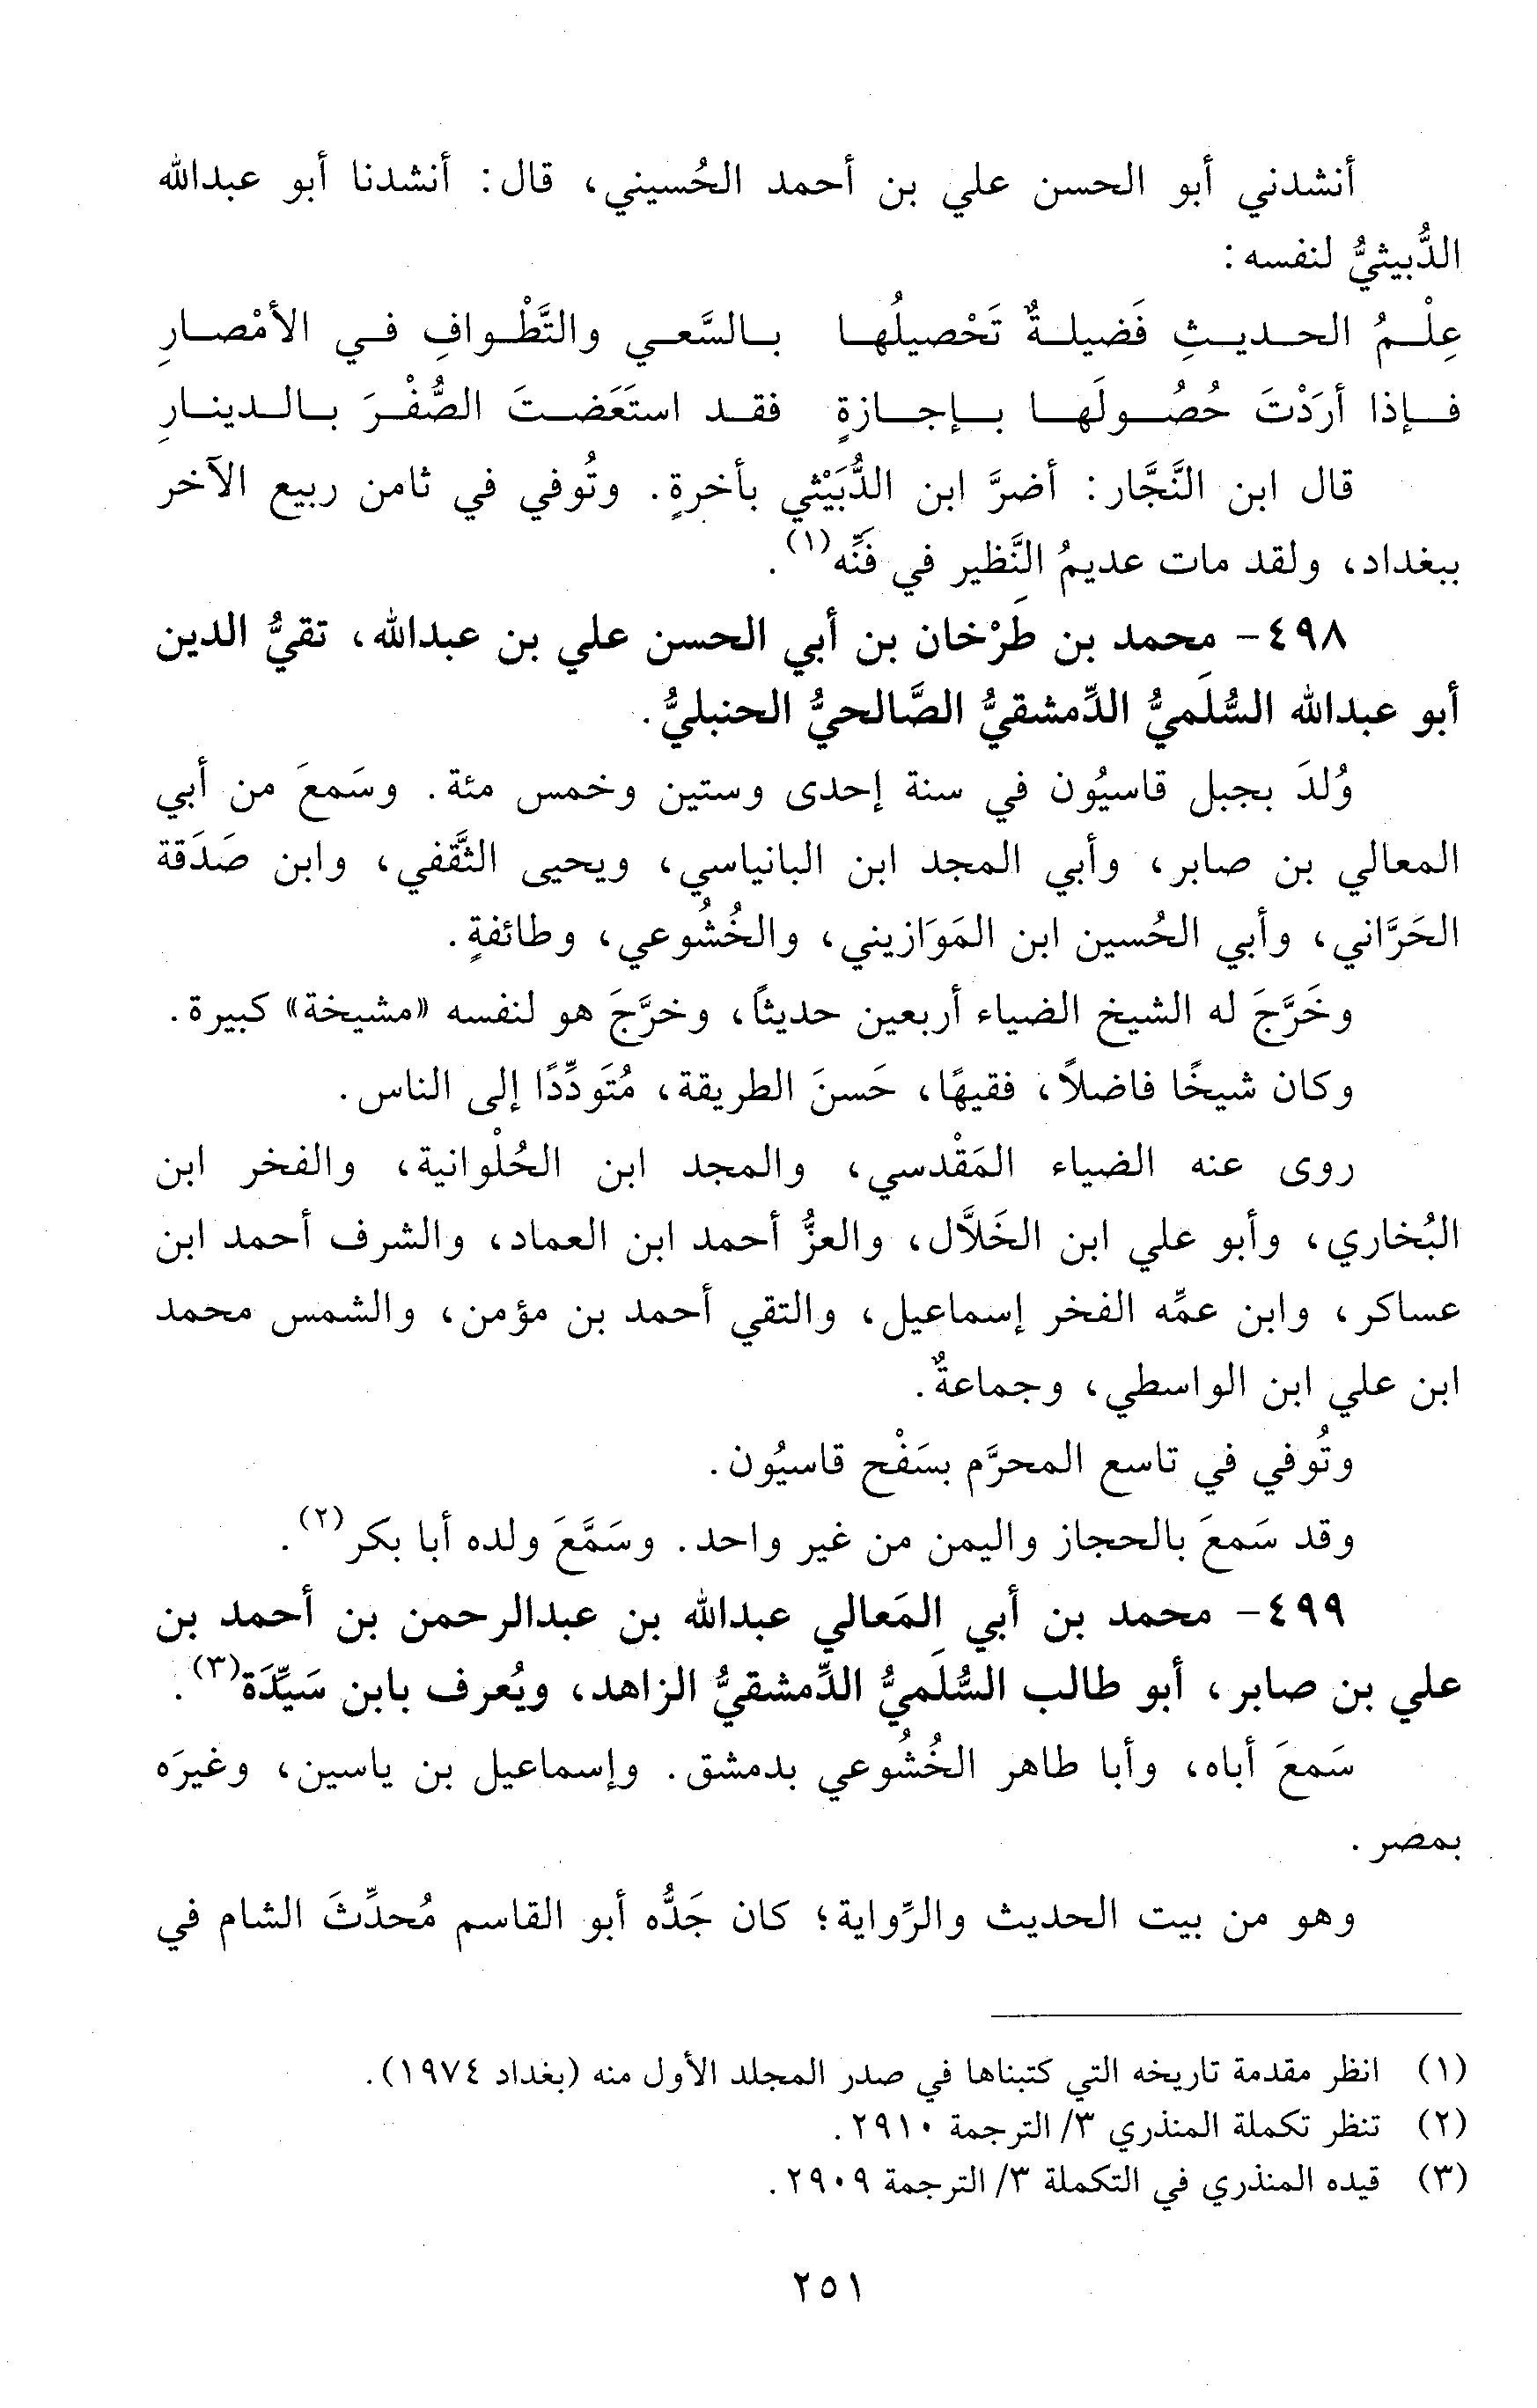 أنشدني أبو الحسن علي بن أحمد الحُسيني، قال: أنشدنا أبو عبدالله
الدُّبيثيُّ لنفسه:
عِلْمُ الحديثِ فَضيلةٌ تَحْصيلُها بالسَّعي والتَّطْوافِ في الأمْصارِ
فإذا أرَدْتَ حُصُولَها بإجازةٍ فقد استَعَضتَ الصُّفْرَ بالدينارِ
قال ابن النَّجَّار: أضرَّ ابن الدُّبَيْثي بأخرةٍ. وتُوفي في ثامن ربيع الآخر
ببغداد، ولقد مات عديمُ النَّظير في فَنِّه(١).
٤٩٨- محمد بن طَرْخان بن أبي الحسن علي بن عبدالله، تقيُّ الدين
أبو عبدالله السُّلَميُّ الدِّمشقيُّ الصَّالحيُّ الحنبليُّ.
وُلدَ بجبل قاسيُون في سنة إحدى وستين وخمس مئة. وسَمعَ من أبي
المعالي بن صابر، وأبي المجد ابن البانياسي، ويحيى الثَّقفي، وابن صَدَقة
الحَرَّاني، وأبي الحُسين ابن المَوَازيني، والخُشُوعي، وطائفةٍ.
وخَرَّجَ له الشيخ الضياء أربعين حديثًا، وخرَّجَ هو لنفسه «مشيخة» كبيرة.
وكان شيخًا فاضلاً، فقيهًا، حَسنَ الطريقة، مُتَودِّدًا إلى الناس.
روى عنه الضياء المَقْدسي، والمجد ابن الحُلْوانية، والفخر ابن
البُخاري، وأبو علي ابن الخَلاَّل، والعزُّ أحمد ابن العماد، والشرف أحمد ابن
عساكر، وابن عمِّه الفخر إسماعيل، والتقي أحمد بن مؤمن، والشمس محمد
ابن علي ابن الواسطي، وجماعةٌ.
وتُوفي في تاسع المحرَّم بسَفْح قاسيُون.
وقد سَمعَ بالحجاز واليمن من غير واحد. وسَمَّعَ ولده أبا بكر(٢).
٤٩٩- محمد بن أبي المَعالي عبدالله بن عبدالرحمن بن أحمد بن
علي بن صابر، أبو طالب السُّلَميُّ الدِّمشقيُّ الزاهد، ويُعرف بابن سَيِّدَة(٣).
سَمعَ أباه، وأبا طاهر الخُشُوعي بدمشق. وإسماعيل بن ياسين، وغيرَه
بمصر.
وهو من بيت الحديث والرِّواية؛ كان جَدُّه أبو القاسم مُحدِّثَ الشام في
(١) انظر مقدمة تاريخه التي كتبناها في صدر المجلد الأول منه (بغداد ١٩٧٤).
(٢) تنظر تكملة المنذري ٣/ الترجمة ٢٩١٠.
(٣) قيده المنذري في التكملة ٣/ الترجمة ٢٩٠٩.
٢٥١